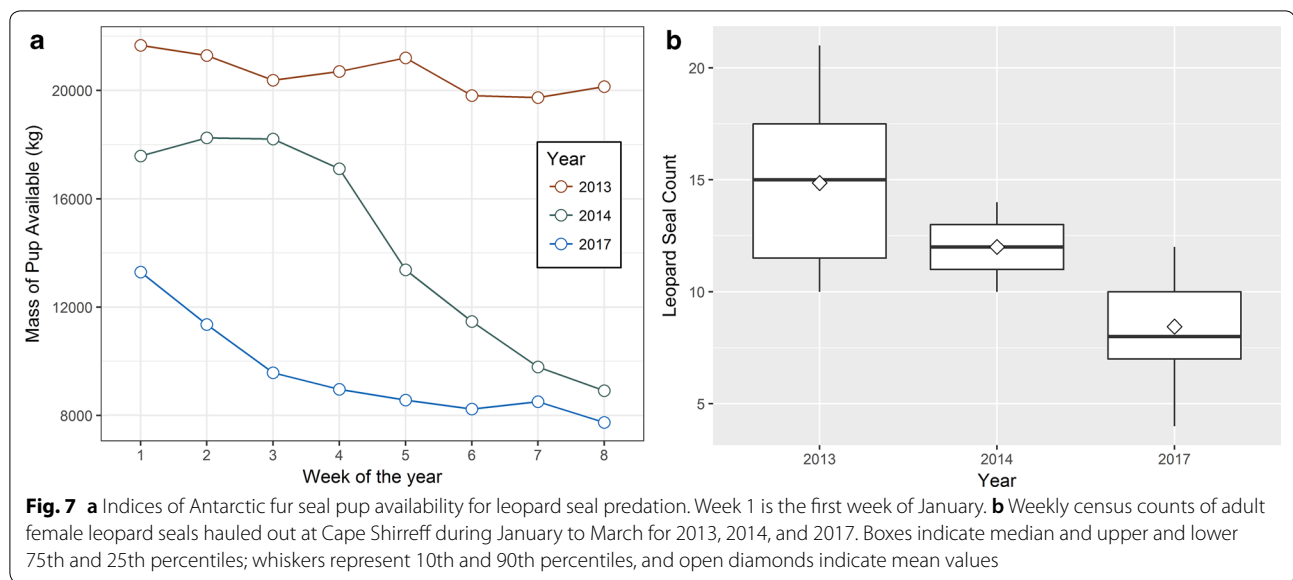 a
20000
16000
12000
8000
Mass of Pup Available (kg)
1 2 3 4 5 6 7 8
Week of the year
Year
2013
2014
2017
b
20
15
10
5
Leopard Seal Count
2013 2014 2017
Year
Fig. 7 a Indices of Antarctic fur seal pup availability for leopard seal predation. Week 1 is the first week of January. b Weekly census counts of adult
female leopard seals hauled out at Cape Shirreff during January to March for 2013, 2014, and 2017. Boxes indicate median and upper and lower
75th and 25th percentiles; whiskers represent 10th and 90th percentiles, and open diamonds indicate mean values